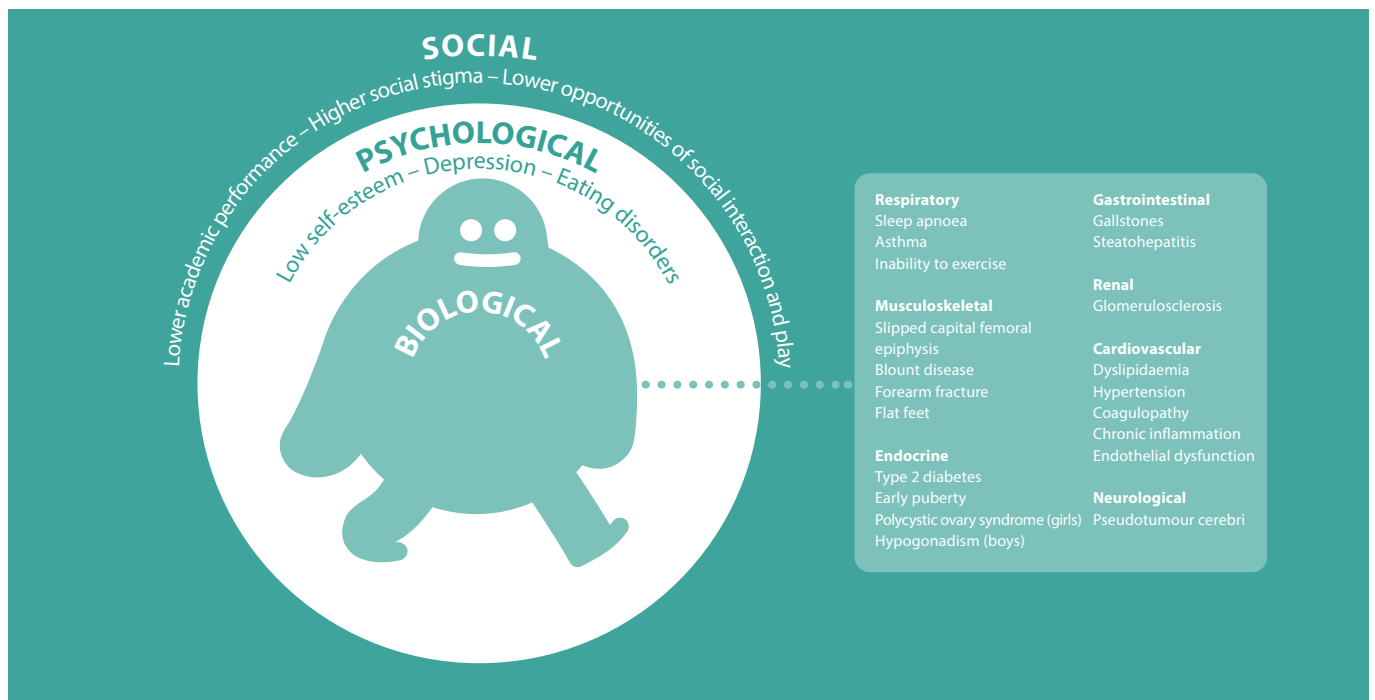 SOCIAL
Lower academic performance – Higher social stigma – Lower opportunities of social interaction and play
PSYCHOLOGICAL
Low self-esteem – Depression – Eating disorders
BIOLOGICAL
Respiratory
Sleep apnoea
Asthma
Inability to exercise
Musculoskeletal
Slipped capital femoral
epiphysis
Blount disease
Forearm fracture
Flat feet
Endocrine
Type 2 diabetes
Early puberty
Polycystic ovary syndrome (girls)
Hypogonadism (boys)
Gastrointestinal
Gallstones
Steatohepatitis
Renal
Glomerulosclerosis
Cardiovascular
Dyslipidaemia
Hypertension
Coagulopathy
Chronic inflammation
Endothelial dysfunction
Neurological
Pseudotumour cerebri